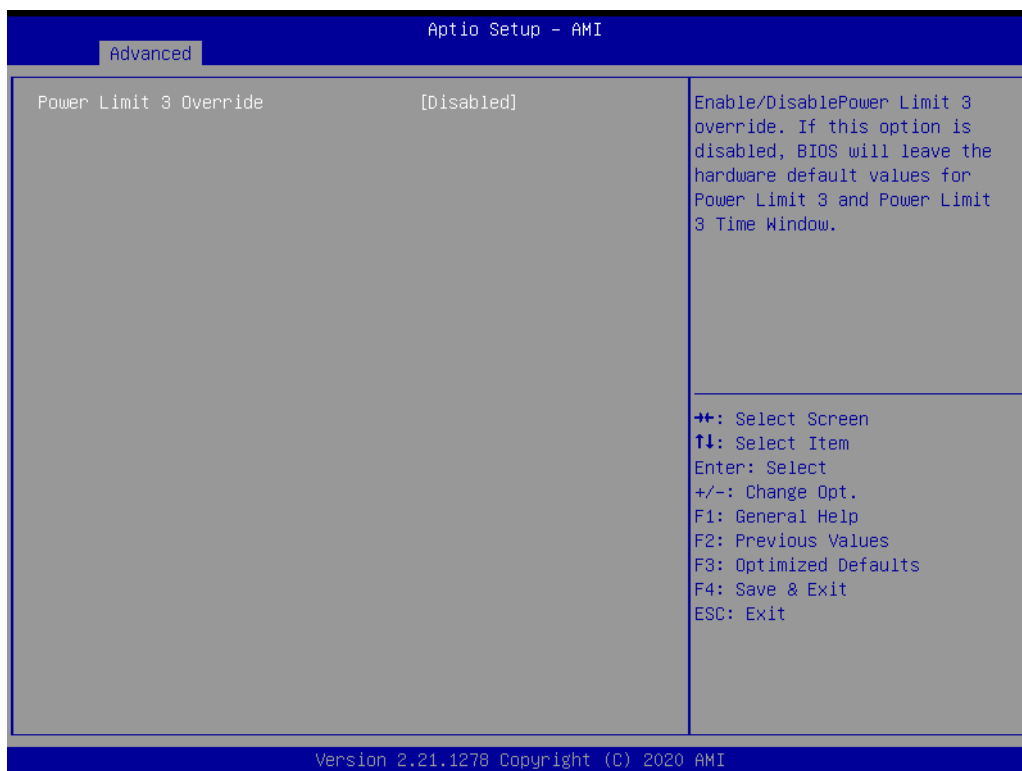 Aptio Setup – AMI
Advanced
Power Limit 3 Override [Disabled]
Enable/DisablePower Limit 3
override. If this option is
disabled, BIOS will leave the
hardware default values for
Power Limit 3 and Power Limit
3 Time Window.
→←: Select Screen
↑↓: Select Item
Enter: Select
+/-: Change Opt.
F1: General Help
F2: Previous Values
F3: Optimized Defaults
F4: Save & Exit
ESC: Exit
Version 2.21.1278 Copyright (C) 2020 AMI